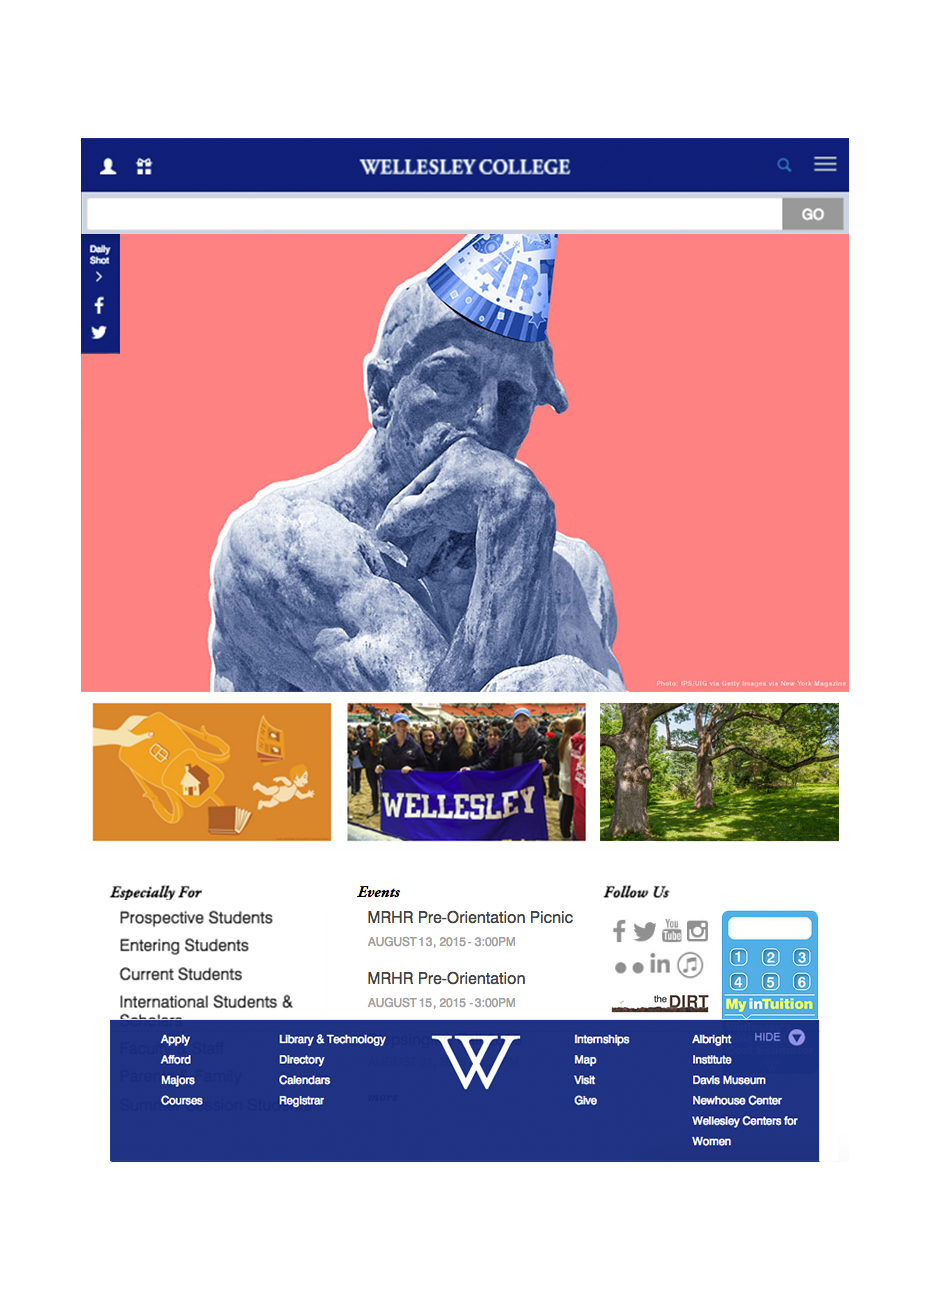 WELLESLEY COLLEGE
GO
Daily
Shot
ART
Photo: IPS/UIG via Getty Images via New York Magazine
WELLESLEY
Especially For
Prospective Students
Entering Students
Current Students
International Students &
Scholars
Events
MRHR Pre-Orientation Picnic
AUGUST 13, 2015 - 3:00PM
MRHR Pre-Orientation
AUGUST 15, 2015 - 3:00PM
more
Follow Us
You
Tube
in
the DIRT
1 2 3
4 5 6
My inTuition
Apply
Afford
Majors
Courses
Library & Technology
Directory
Calendars
Registrar
W
Internships
Map
Visit
Give
Albright
Institute
Davis Museum
Newhouse Center
Wellesley Centers for
Women
HIDE